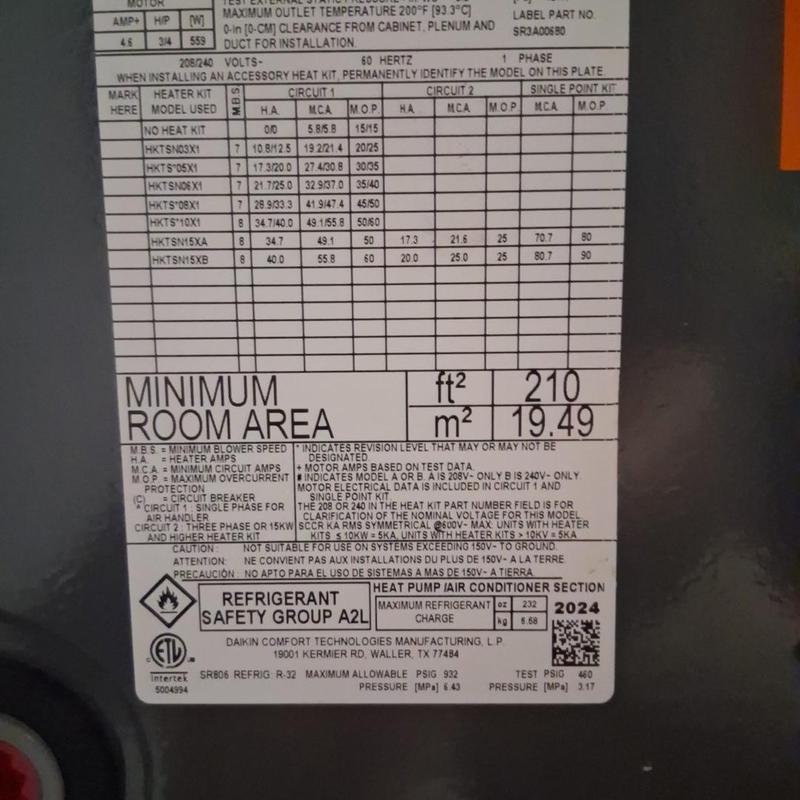 MOTOR
AMP+ H/P [W]
4.6 3/4 559
MAXIMUM OUTLET TEMPERATURE 200°F [93.3°C]
0-in [0-CM] CLEARANCE FROM CABINET, PLENUM AND
DUCT FOR INSTALLATION.
LABEL PART NO.
SR3A00680
208/240 VOLTS~ 60 HERTZ 1 PHASE
WHEN INSTALLING AN ACCESSORY HEAT KIT, PERMANENTLY IDENTIFY THE MODEL ON THIS PLATE
MARK HERE HEATER KIT MODEL USED M.B.S CIRCUIT 1 CIRCUIT 2 SINGLE POINT KIT
H.A. M.C.A. M.O.P. H.A. M.C.A. M.O.P. M.C.A. M.O.P.
NO HEAT KIT 0/0 5.8/5.8 15/15
HKTSN03X1 7 10.8/12.5 19.2/21.4 20/25
HKTS*05X1 7 17.3/20.0 27.4/30.8 30/35
HKTSN06X1 7 21.7/25.0 32.9/37.0 35/40
HKTS*08X1 7 28.9/33.3 41.9/47.4 45/50
HKTS*10X1 8 34.7/40.0 49.1/55.8 50/60
HKTSN15XA 8 34.7 49.1 50 17.3 21.6 25 70.7 80
HKTSN15XB 8 40.0 55.8 60 20.0 25.0 25 80.7 90
MINIMUM
ROOM AREA
ft² 210
m² 19.49
M.B.S. = MINIMUM BLOWER SPEED
H.A. = HEATER AMPS
M.C.A. = MINIMUM CIRCUIT AMPS
M.O.P. = MAXIMUM OVERCURRENT
PROTECTION
(C) = CIRCUIT BREAKER
* CIRCUIT 1 : SINGLE PHASE FOR
AIR HANDLER
CIRCUIT 2 : THREE PHASE OR 15KW
AND HIGHER HEATER KIT
* INDICATES REVISION LEVEL THAT MAY OR MAY NOT BE
DESIGNATED.
+ MOTOR AMPS BASED ON TEST DATA.
# INDICATES MODEL A OR B. A IS 208V~ ONLY B IS 240V~ ONLY.
MOTOR ELECTRICAL DATA IS INCLUDED IN CIRCUIT 1 AND
SINGLE POINT KIT.
THE 208 OR 240 IN THE HEAT KIT PART NUMBER FIELD IS FOR
CLARIFICATION OF THE NOMINAL VOLTAGE FOR THIS MODEL.
SCCR KA RMS SYMMETRICAL @600V~ MAX: UNITS WITH HEATER
KITS ≤ 10KW = 5KA, UNITS WITH HEATER KITS > 10KV = 5KA
CAUTION: NOT SUITABLE FOR USE ON SYSTEMS EXCEEDING 150V~ TO GROUND.
ATTENTION: NE CONVIENT PAS AUX INSTALLATIONS DU PLUS DE 150V~ A LA TERRE.
PRECAUCIÓN: NO APTO PARA EL USO DE SISTEMAS A MAS DE 150V~ A TIERRA.
REFRIGERANT
SAFETY GROUP A2L
HEAT PUMP /AIR CONDITIONER SECTION
MAXIMUM REFRIGERANT
CHARGE
oz 232
kg 6.58
2024
DAIKIN COMFORT TECHNOLOGIES MANUFACTURING, L.P.
19001 KERMIER RD, WALLER, TX 77484
ETL
Intertek
5004994
SR806 REFRIG: R-32 MAXIMUM ALLOWABLE PSIG 932 TEST PSIG 460
PRESSURE [MPa] 6.43 PRESSURE [MPa] 3.17